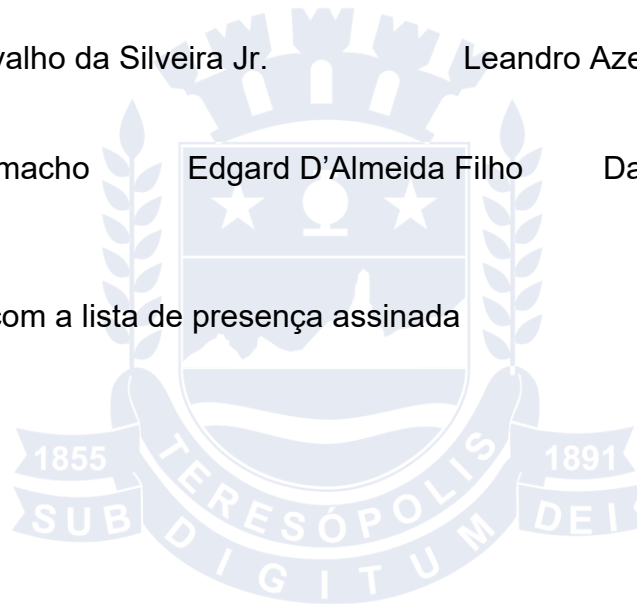 valho da Silveira Jr. Leandro Aze
macho Edgard D’Almeida Filho Da
com a lista de presença assinada
1855 TERESÓPOLIS 1891
SUB DIGITUM DEI